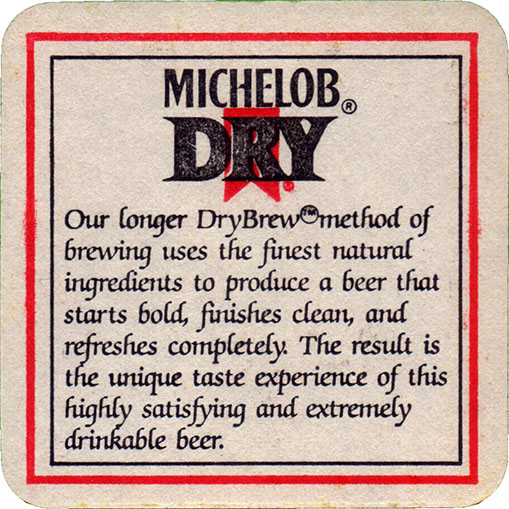 MICHELOB®
DRY®
Our longer DryBrew™ method of
brewing uses the finest natural
ingredients to produce a beer that
starts bold, finishes clean, and
refreshes completely. The result is
the unique taste experience of this
highly satisfying and extremely
drinkable beer.